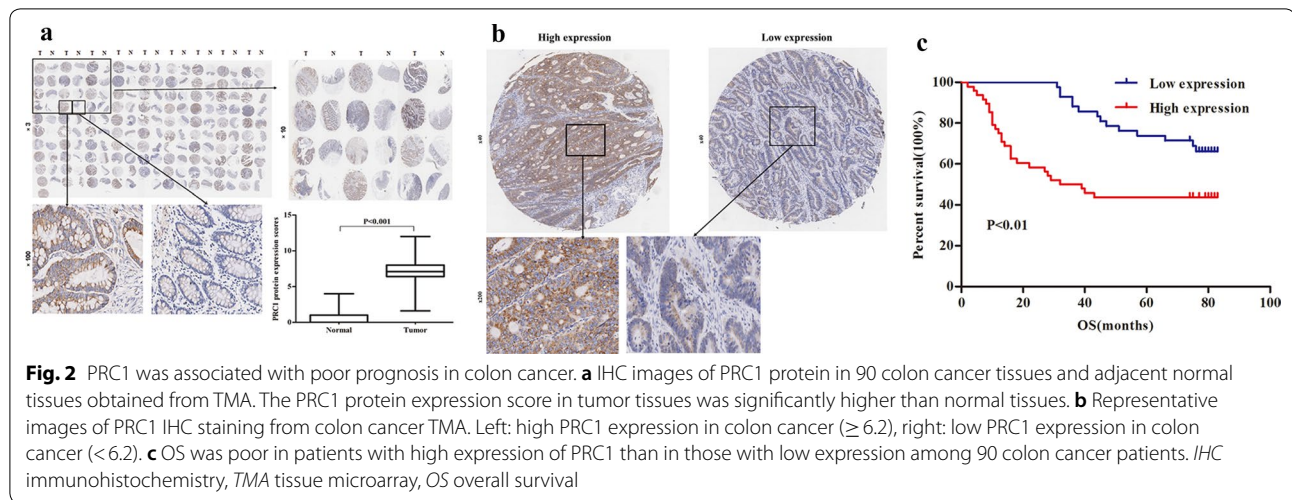 a
T N T N T N T N T N T N T N T N T N T N
T N T N
× 10
× 100
P<0.001
PRC1 protein expression scores
15
10
5
0
Normal Tumor
b
High expression Low expression
x40
x40
x200
c
Low expression
High expression
Percent survival(100%)
100
80
60
40
20
0
P<0.01
0 20 40 60 80 100
OS(months)
Fig. 2 PRC1 was associated with poor prognosis in colon cancer. a IHC images of PRC1 protein in 90 colon cancer tissues and adjacent normal
tissues obtained from TMA. The PRC1 protein expression score in tumor tissues was significantly higher than normal tissues. b Representative
images of PRC1 IHC staining from colon cancer TMA. Left: high PRC1 expression in colon cancer (≥ 6.2), right: low PRC1 expression in colon
cancer (< 6.2). c OS was poor in patients with high expression of PRC1 than in those with low expression among 90 colon cancer patients. IHC
immunohistochemistry, TMA tissue microarray, OS overall survival